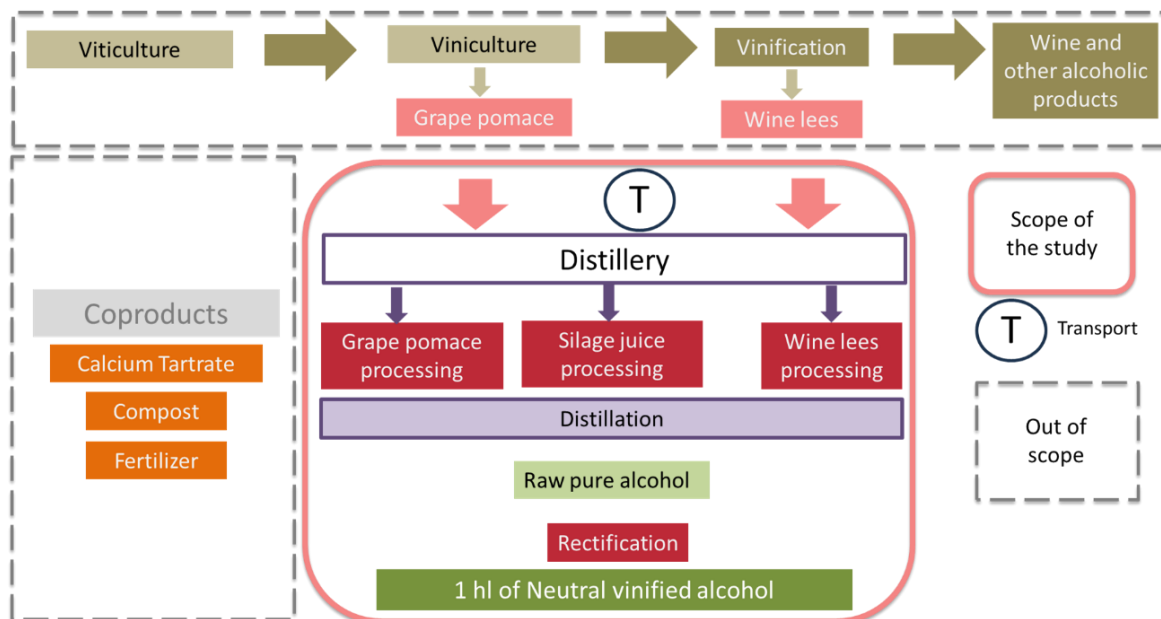 Viticulture
Viniculture
Vinification
Wine and
other alcoholic
products
Grape pomace
Wine lees
T
Distillery
Grape pomace
processing
Silage juice
processing
Wine lees
processing
Distillation
Raw pure alcohol
Rectification
1 hl of Neutral vinified alcohol
Coproducts
Calcium Tartrate
Compost
Fertilizer
Scope of
the study
T Transport
Out of
scope